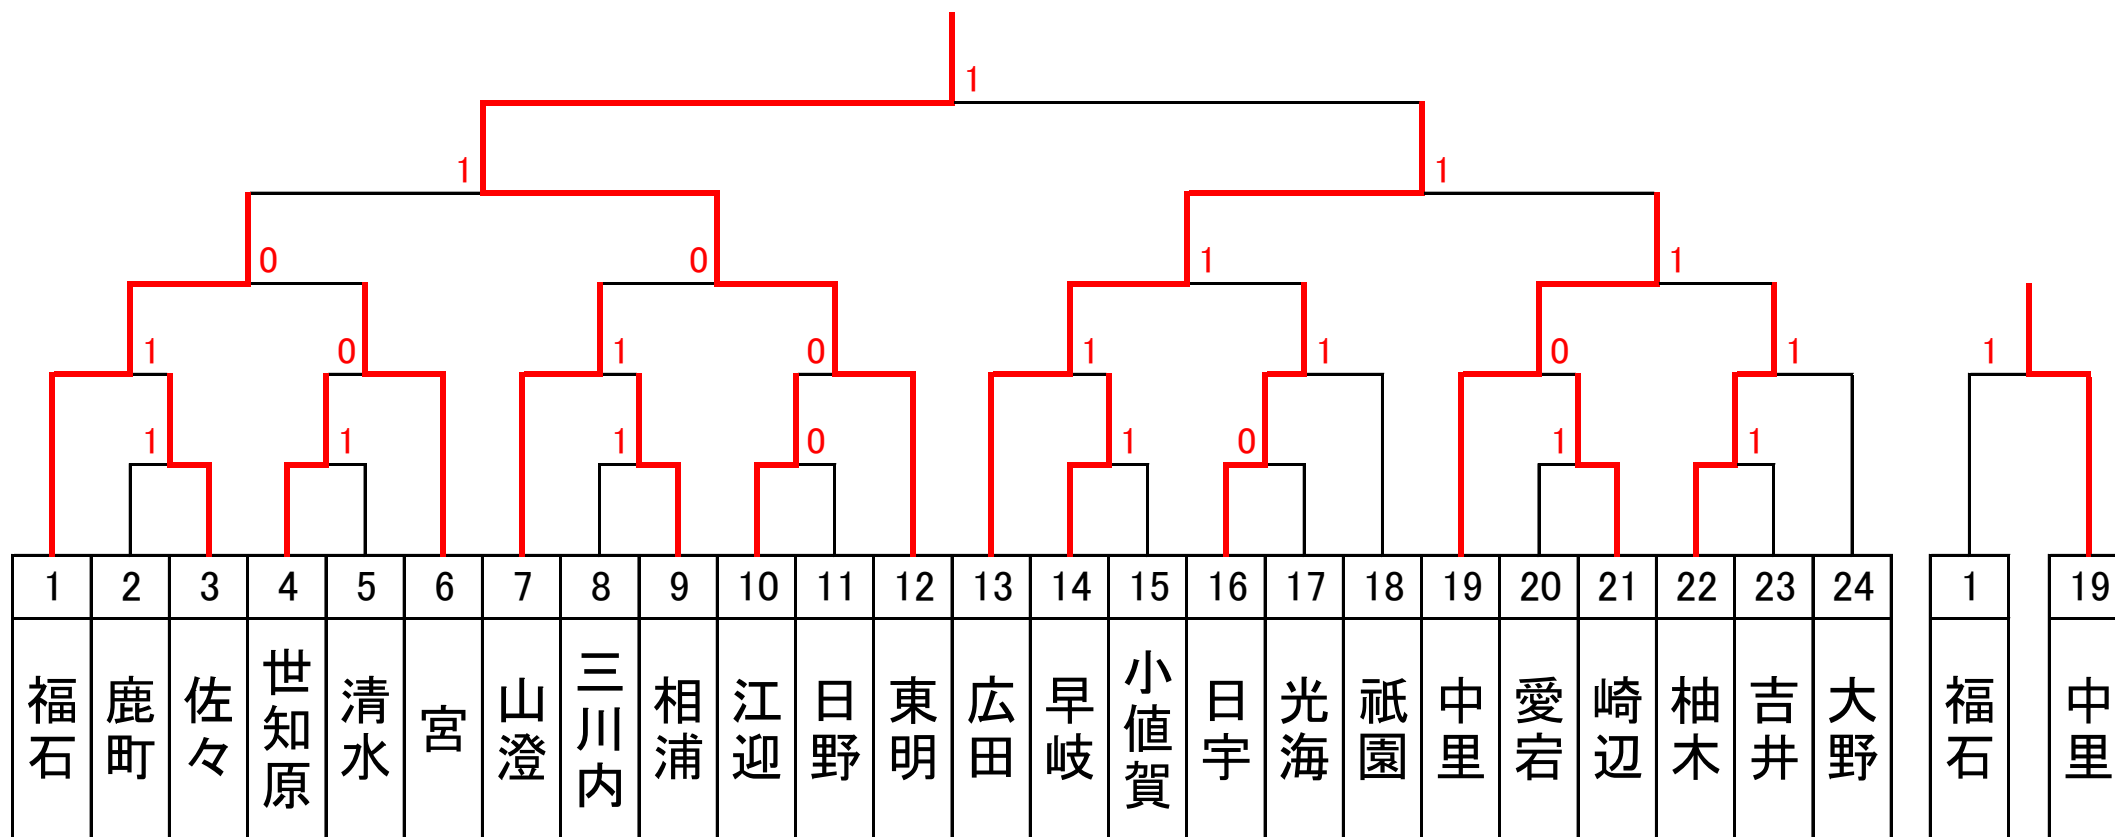 1
1 1
0 0 1 1
1 0 1 0 1 1 0 1 1
1 1 1 0 1 0 1 1
1 2 3 4 5 6 7 8 9 10 11 12 13 14 15 16 17 18 19 20 21 22 23 24 1 19
福石 鹿町 佐々 世知原 清水 宮 山澄 三川内 相浦 江迎 日野 東明 広田 早岐 小値賀 日宇 光海 祇園 中里 愛宕 崎辺 柚木 吉井 大野 福石 中里